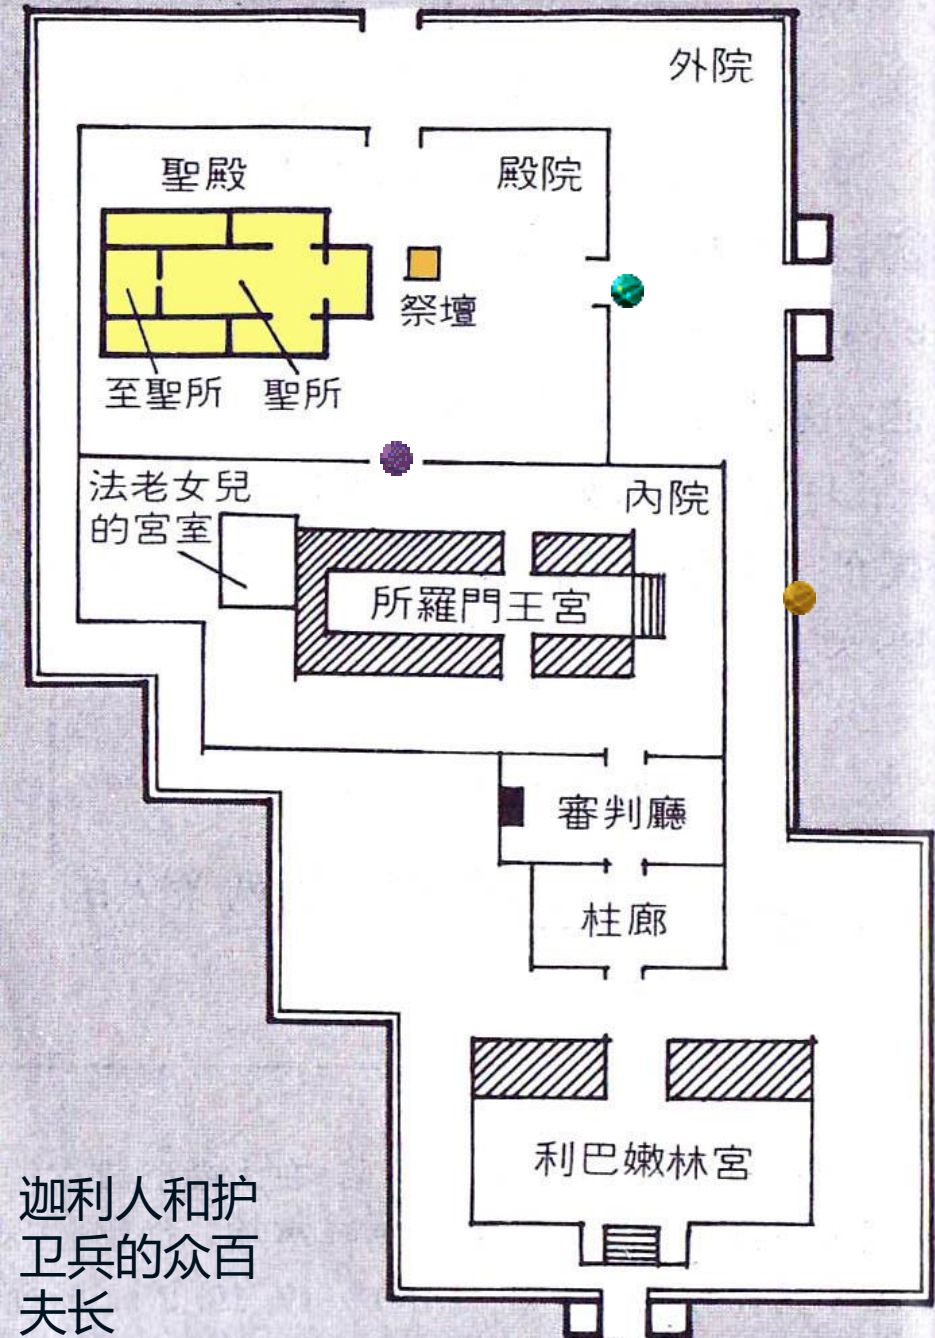 外院
聖殿
殿院
祭壇
至聖所
聖所
法老女兒
的宮室
內院
所羅門王宮
審判廳
柱廊
利巴嫩林宮
迦利人和护
卫兵的众百
夫长